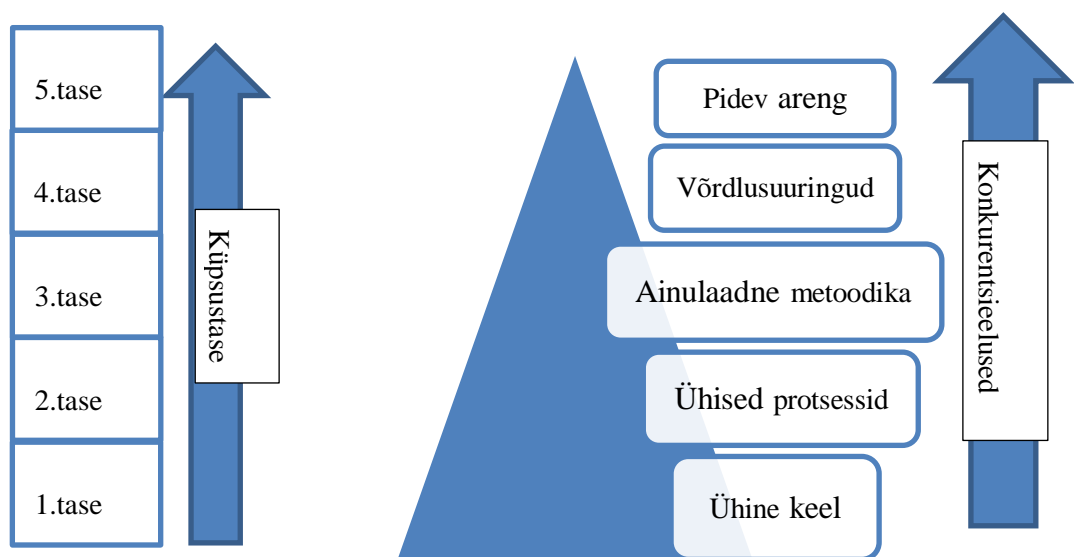 5.tase
4.tase
3.tase
2.tase
1.tase
Küpsustase
Pidev areng
Võrdlusuuringud
Ainulaadne metoodika
Ühised protsessid
Ühine keel
Konkurentsieelused